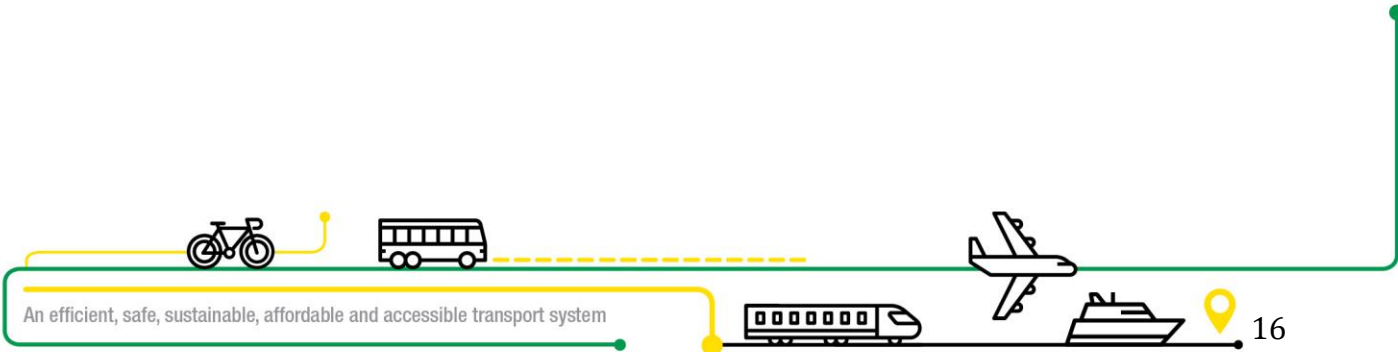 An efficient, safe, sustainable, affordable and accessible transport system
16